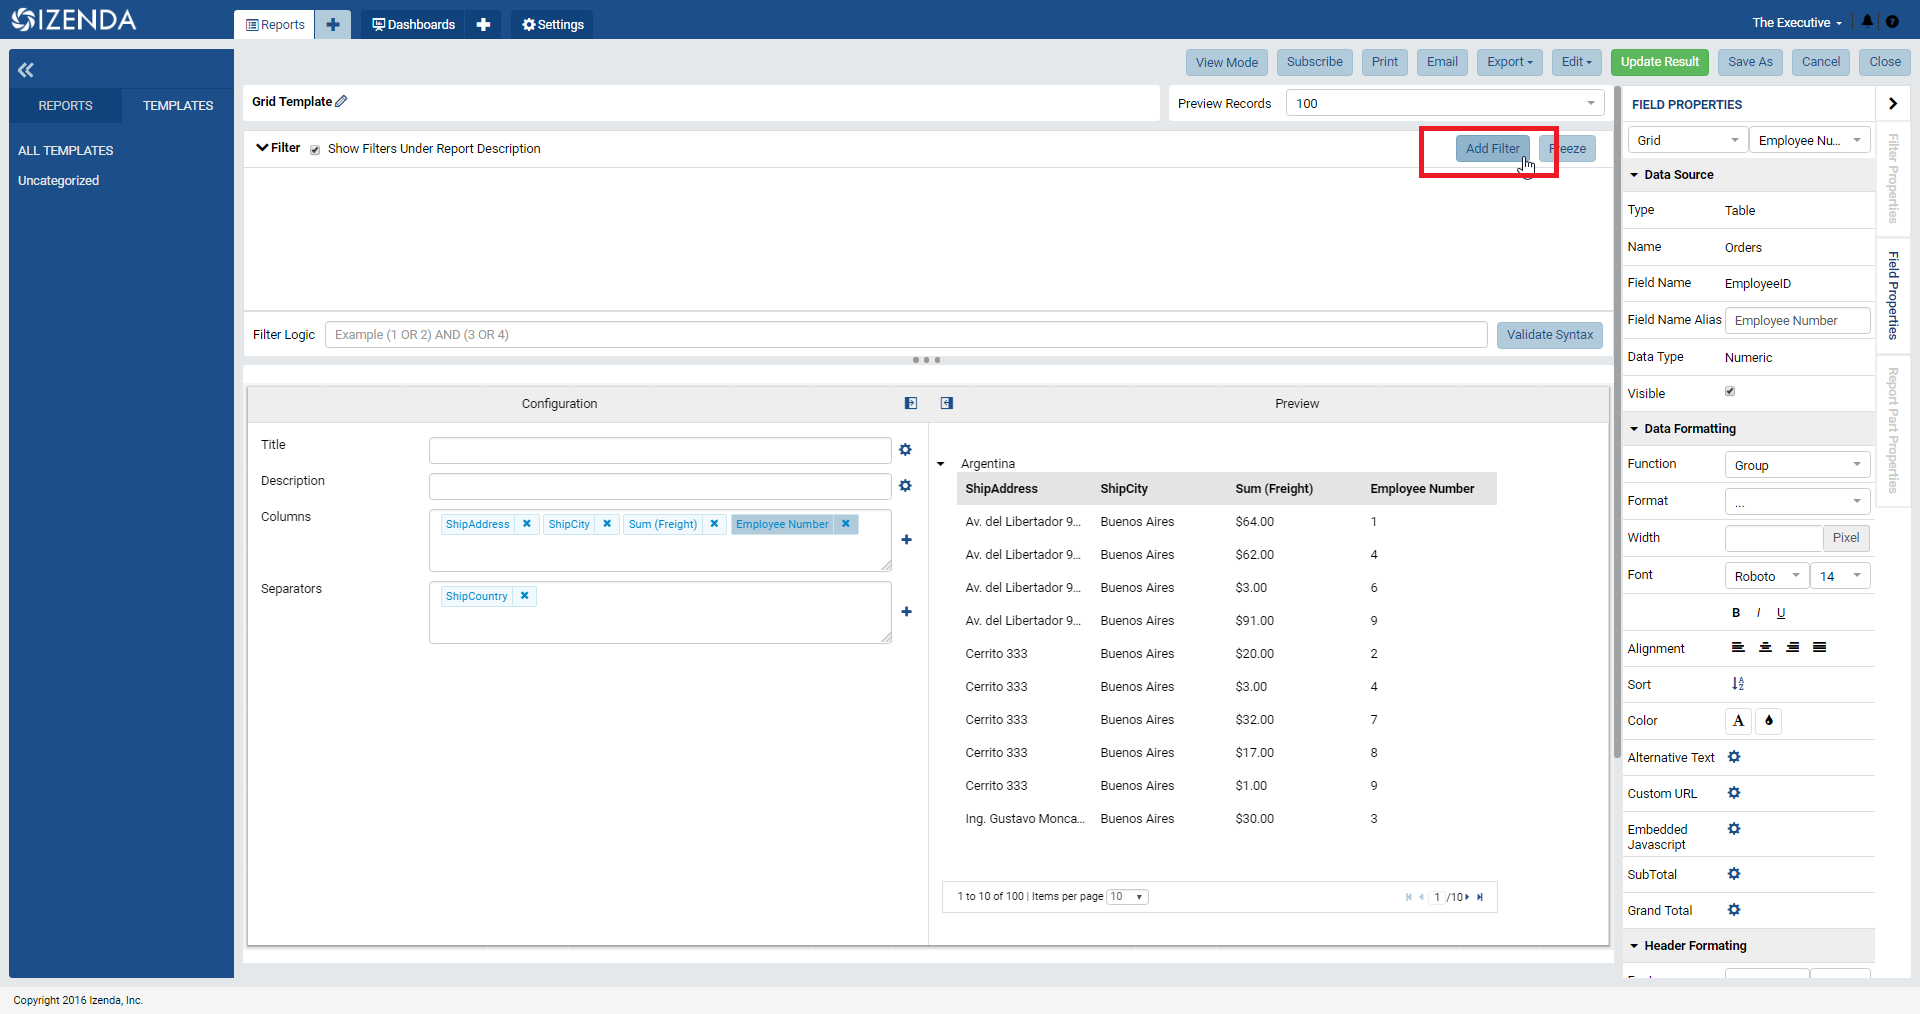 IZENDA
Reports
Dashboards
Settings
The Executive
View Mode
Subscribe
Print
Email
Export
Edit
Update Result
Save As
Cancel
Close
REPORTS
TEMPLATES
ALL TEMPLATES
Uncategorized
Grid Template
Preview Records
100
Filter
Show Filters Under Report Description
Add Filter
Freeze
Filter Logic
Example (1 OR 2) AND (3 OR 4)
Validate Syntax
Configuration
Title
Description
Columns
ShipAddress
ShipCity
Sum (Freight)
Employee Number
Separators
ShipCountry
Preview
Argentina
ShipAddress ShipCity Sum (Freight) Employee Number
Av. del Libertador 9... Buenos Aires $64.00 1
Av. del Libertador 9... Buenos Aires $62.00 4
Av. del Libertador 9... Buenos Aires $3.00 6
Av. del Libertador 9... Buenos Aires $91.00 9
Cerrito 333 Buenos Aires $20.00 2
Cerrito 333 Buenos Aires $3.00 4
Cerrito 333 Buenos Aires $32.00 7
Cerrito 333 Buenos Aires $17.00 8
Cerrito 333 Buenos Aires $1.00 9
Ing. Gustavo Monca... Buenos Aires $30.00 3
1 to 10 of 100 | Items per page 10
1 /10
FIELD PROPERTIES
Grid
Employee Nu...
Data Source
Type Table
Name Orders
Field Name EmployeeID
Field Name Alias Employee Number
Data Type Numeric
Visible
Data Formatting
Function Group
Format ...
Width Pixel
Font Roboto 14
B I U
Alignment
Sort
Color A
Alternative Text
Custom URL
Embedded
Javascript
SubTotal
Grand Total
Header Formating
Filter Properties
Field Properties
Report Part Properties
Copyright 2016 Izenda, Inc.